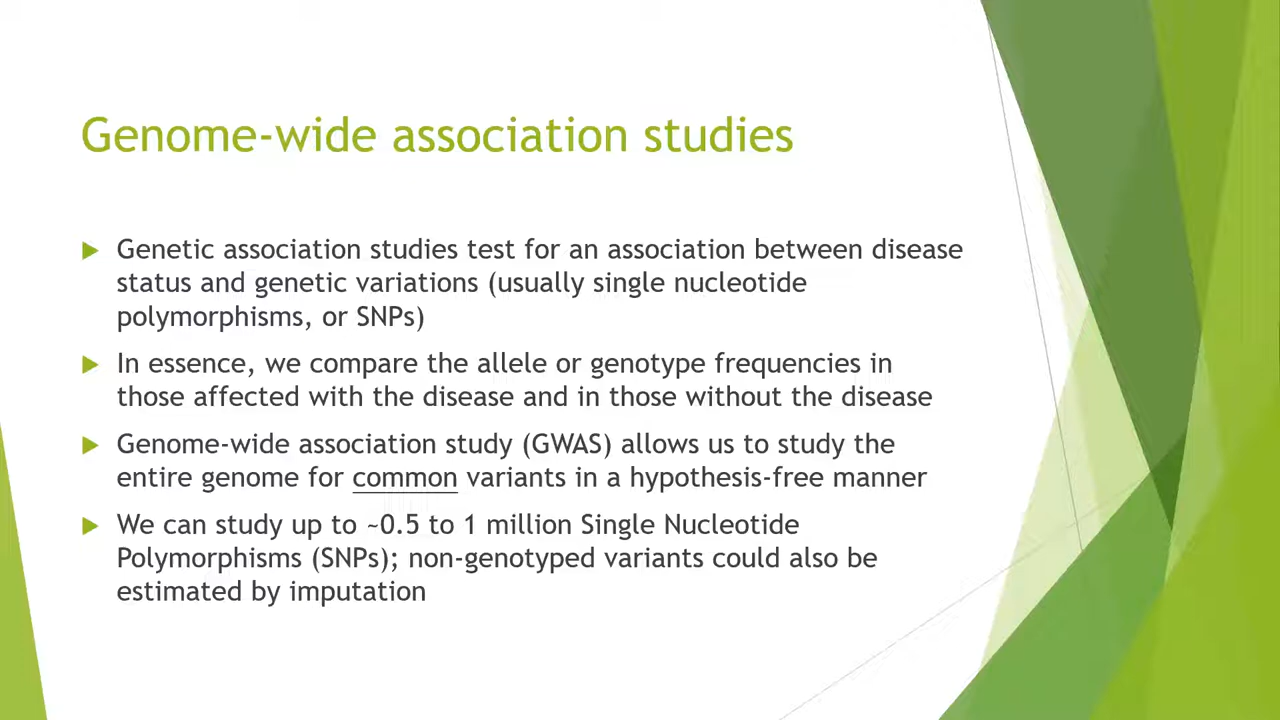 Genome-wide association studies
Genetic association studies test for an association between disease
status and genetic variations (usually single nucleotide
polymorphisms, or SNPs)
In essence, we compare the allele or genotype frequencies in
those affected with the disease and in those without the disease
Genome-wide association study (GWAS) allows us to study the
entire genome for common variants in a hypothesis-free manner
We can study up to ~0.5 to 1 million Single Nucleotide
Polymorphisms (SNPs); non-genotyped variants could also be
estimated by imputation